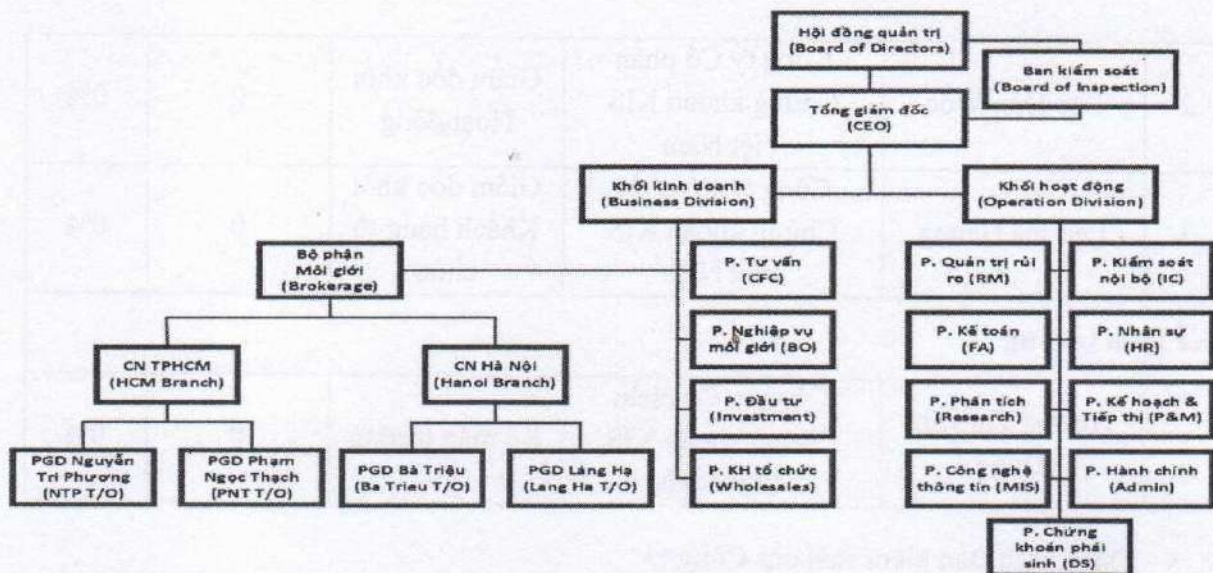 Hội đồng quản trị
(Board of Directors)
Ban kiểm soát
(Board of Inspection)
Tổng giám đốc
(CEO)
Khối kinh doanh
(Business Division)
Khối hoạt động
(Operation Division)
Bộ phận
Môi giới
(Brokerage)
CN TPHCM
(HCM Branch)
CN Hà Nội
(Hanoi Branch)
PGD Nguyễn
Tri Phương
(NTP T/O)
PGD Phạm
Ngọc Thạch
(PNT T/O)
PGD Bà Triệu
(Ba Trieu T/O)
PGD Láng Hạ
(Lang Ha T/O)
P. Tư vấn
(CFC)
P. Nghiệp vụ
môi giới (BO)
P. Đầu tư
(Investment)
P. KH tổ chức
(Wholesales)
P. Quản trị rủi
ro (RM)
P. Kế toán
(FA)
P. Phân tích
(Research)
P. Công nghệ
thông tin (MIS)
P. Kiểm soát
nội bộ (IC)
P. Nhân sự
(HR)
P. Kế hoạch &
Tiếp thị (P&M)
P. Hành chính
(Admin)
P. Chứng
khoán phái
sinh (DS)